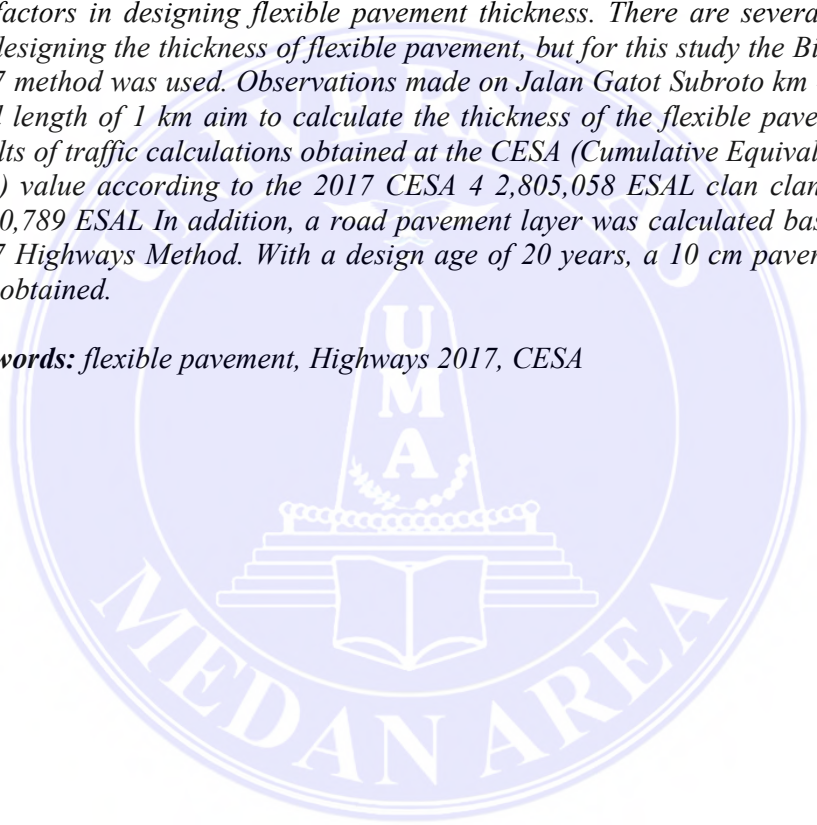 factors in designing flexible pavement thickness. There are severa
designing the thickness of flexible pavement, but for this study the Bi
7 method was used. Observations made on Jalan Gatot Subroto km
l length of 1 km aim to calculate the thickness of the flexible pave
lts of traffic calculations obtained at the CESA (Cumulative Equival
) value according to the 2017 CESA 4 2,805,058 ESAL clan clan
0,789 ESAL In addition, a road pavement layer was calculated bas
7 Highways Method. With a design age of 20 years, a 10 cm paver
obtained.
words: flexible pavement, Highways 2017, CESA
UNIVERSITAS
UMA
MEDAN AREA